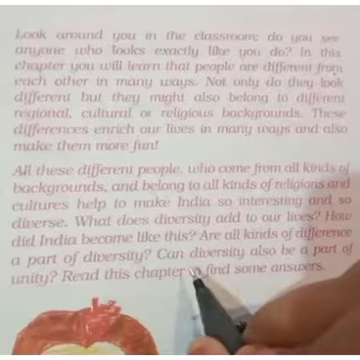 Look around you in the classroom: do you see
anyone who looks exactly like you do? In this
chapter you will learn that people are different from
each other in many ways. Not only do they look
different but they might also belong to different
regional, cultural or religious backgrounds. These
differences enrich our lives in many ways and also
make them more fun!
All these different people, who come from all kinds of
backgrounds, and belong to all kinds of religions and
cultures help to make India so interesting and so
diverse. What does diversity add to our lives? How
did India become like this? Are all kinds of difference
a part of diversity? Can diversity also be a part of
unity? Read this chapter to find some answers.